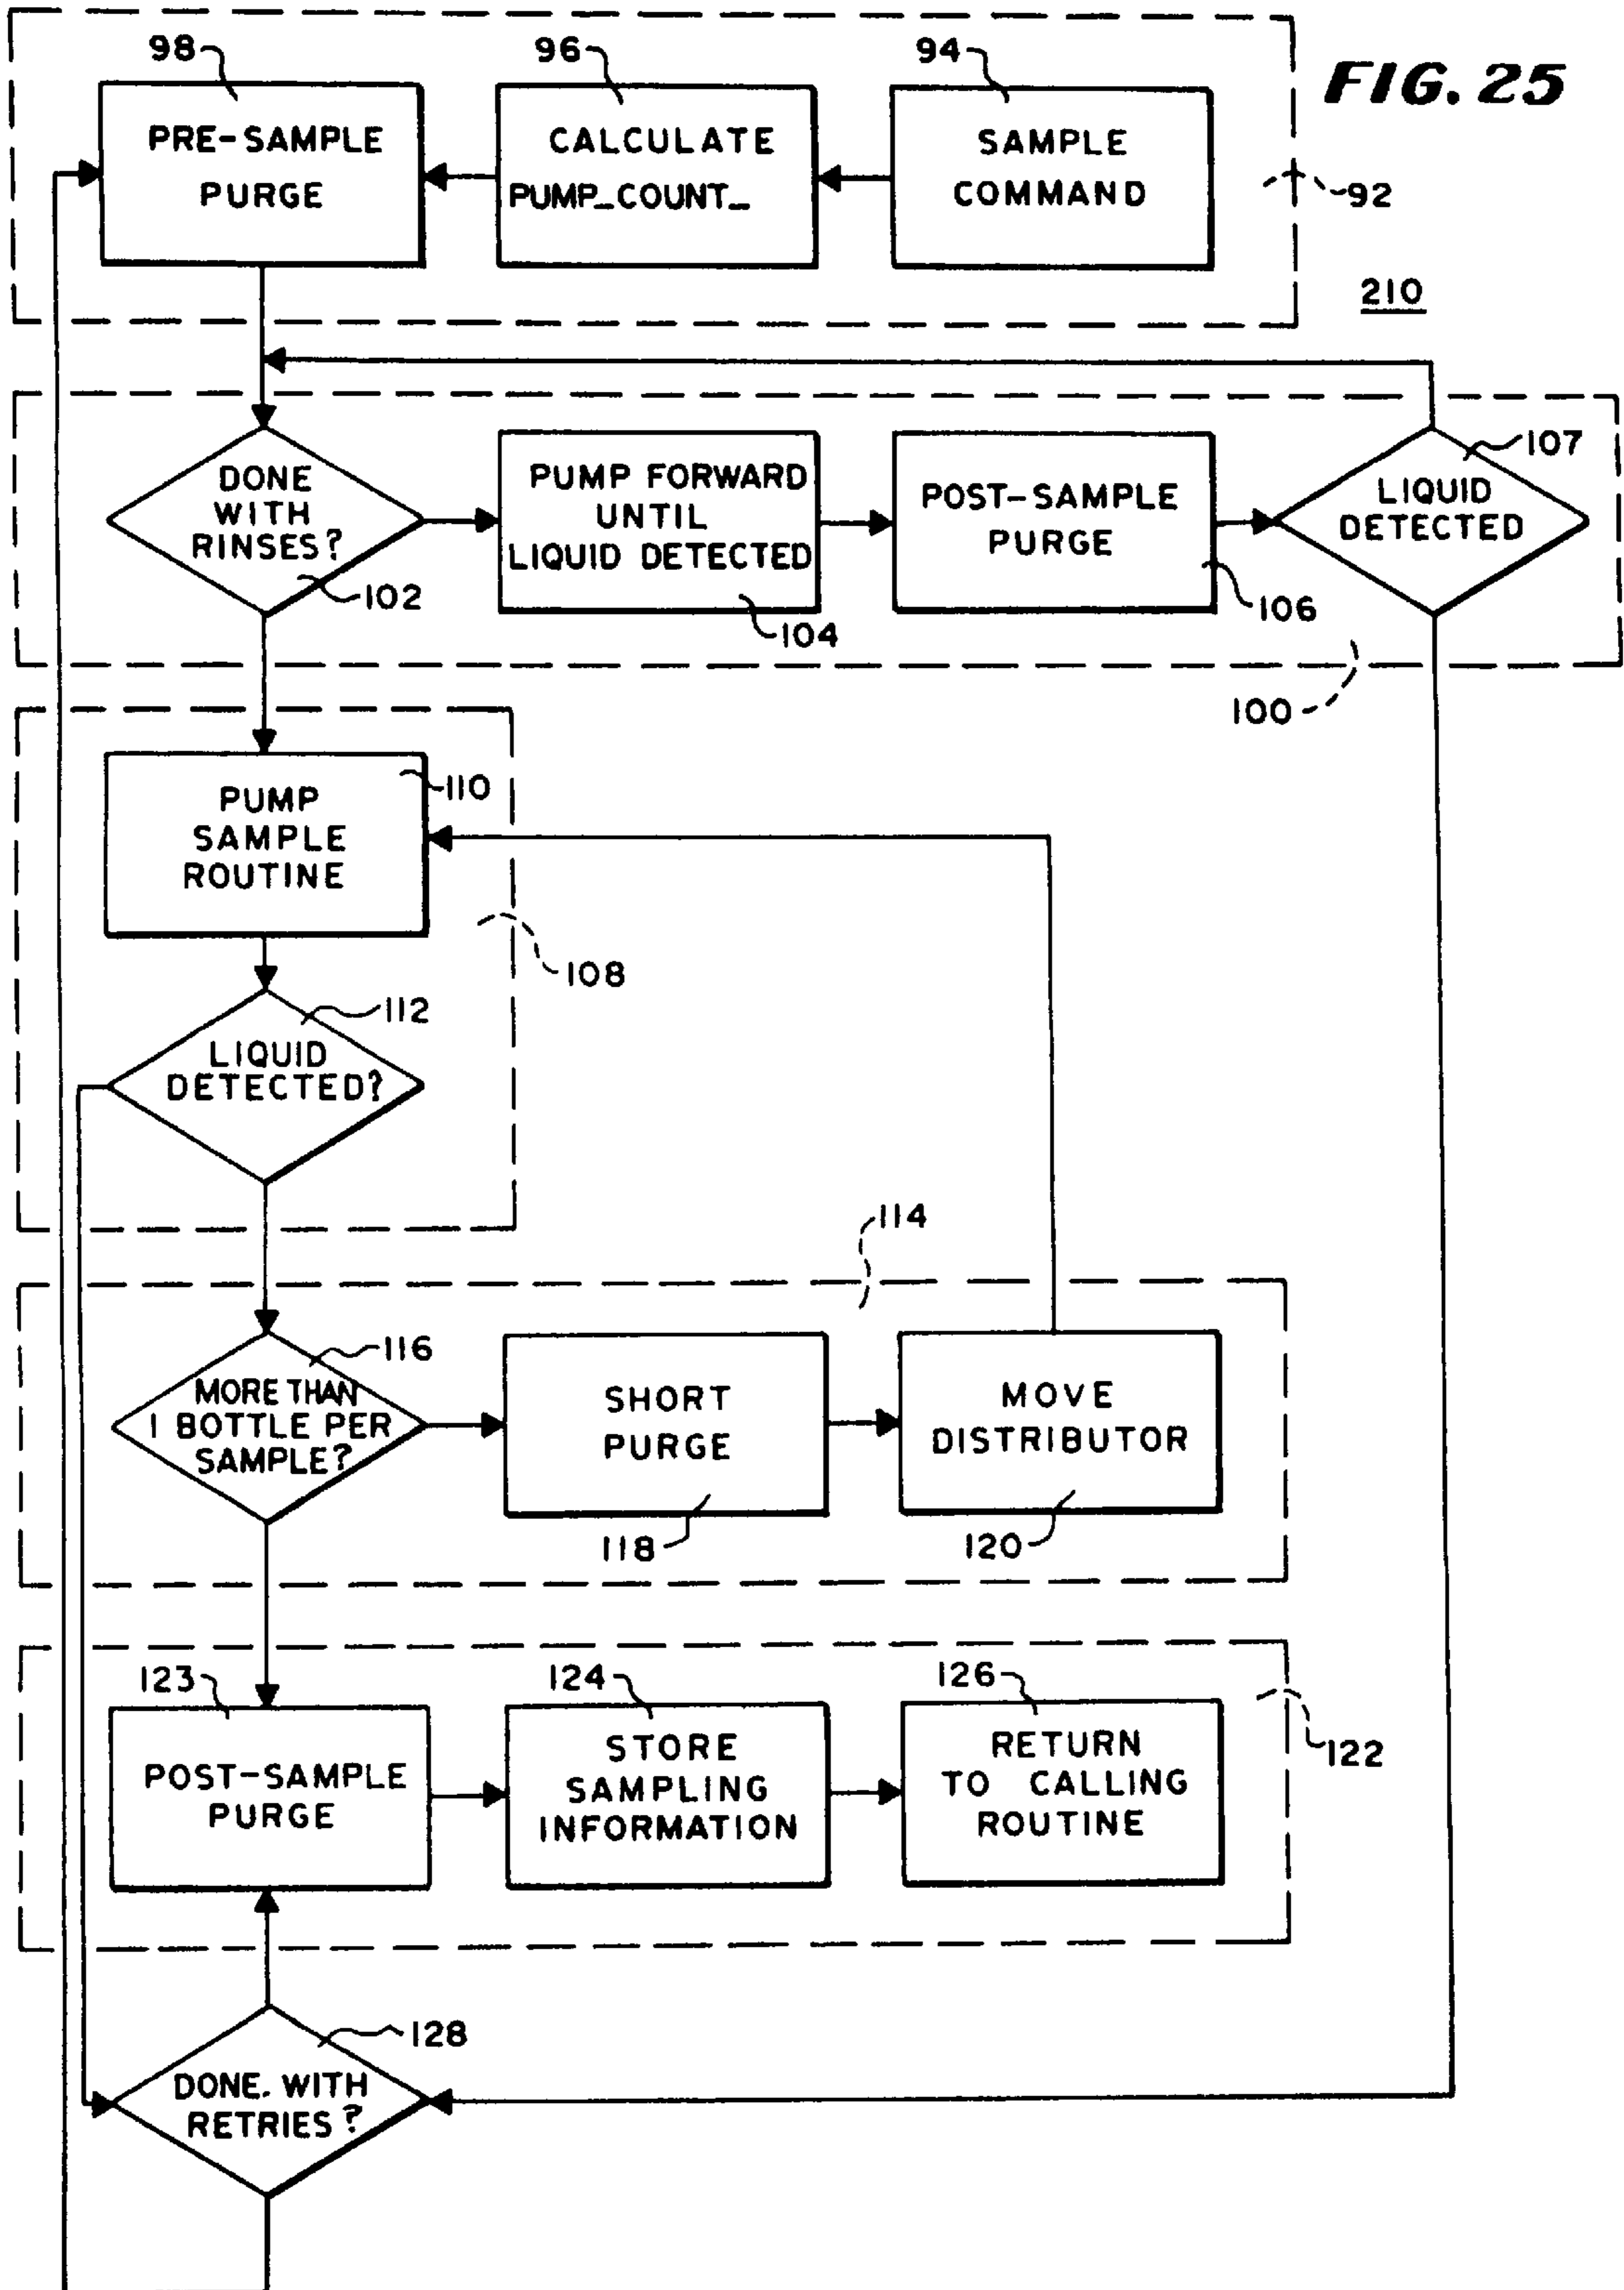 FIG. 25
98
96
94
PRE-SAMPLE
PURGE
CALCULATE
PUMP_COUNT_
SAMPLE
COMMAND
92
210
DONE
WITH
RINSES?
102
PUMP FORWARD
UNTIL
LIQUID DETECTED
104
POST-SAMPLE
PURGE
106
LIQUID
DETECTED
107
100
PUMP
SAMPLE
ROUTINE
110
108
LIQUID
DETECTED?
112
114
MORE THAN
1 BOTTLE PER
SAMPLE?
116
SHORT
PURGE
118
MOVE
DISTRIBUTOR
120
123
POST-SAMPLE
PURGE
124
STORE
SAMPLING
INFORMATION
126
RETURN
TO CALLING
ROUTINE
122
128
DONE. WITH
RETRIES?